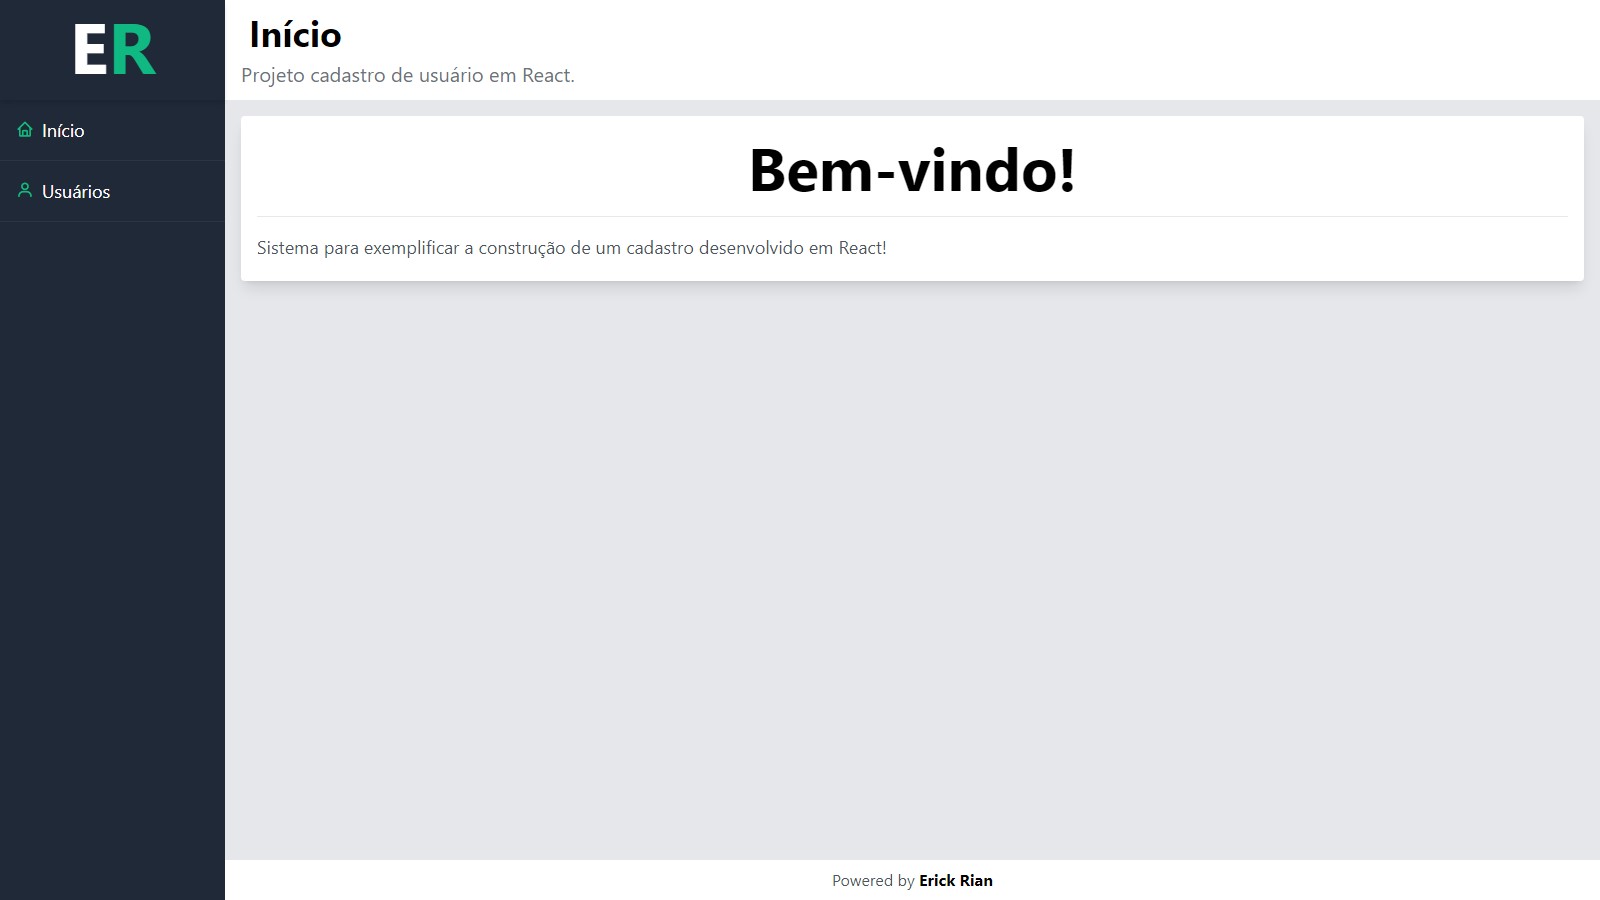 ER
Início
Usuários
Início
Projeto cadastro de usuário em React.
Bem-vindo!
Sistema para exemplificar a construção de um cadastro desenvolvido em React!
Powered by Erick Rian